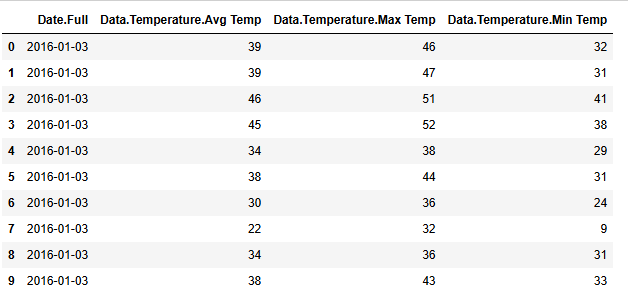 Date.Full Data.Temperature.Avg Temp Data.Temperature.Max Temp Data.Temperature.Min Temp
0 2016-01-03 39 46 32
1 2016-01-03 39 47 31
2 2016-01-03 46 51 41
3 2016-01-03 45 52 38
4 2016-01-03 34 38 29
5 2016-01-03 38 44 31
6 2016-01-03 30 36 24
7 2016-01-03 22 32 9
8 2016-01-03 34 36 31
9 2016-01-03 38 43 33